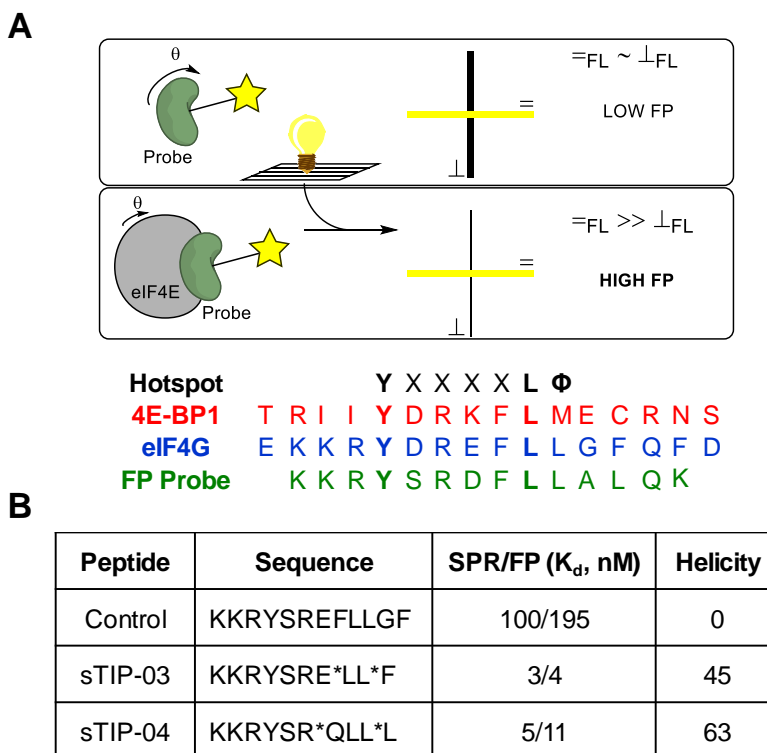 A
θ
Probe
=
⊥
=FL ~ ⊥FL
LOW FP
θ
eIF4E
Probe
=
⊥
=FL >> ⊥FL
HIGH FP
Hotspot Y X X X X L Φ
4E-BP1 T R I I Y D R K F L M E C R N S
eIF4G E K K R Y D R E F L L G F Q F D
FP Probe K K R Y S R D F L L A L Q K
B
Peptide Sequence SPR/FP (Kd, nM) Helicity
Control KKRYSREFLLGF 100/195 0
sTIP-03 KKRYSRE*LL*F 3/4 45
sTIP-04 KKRYSR*QLL*L 5/11 63